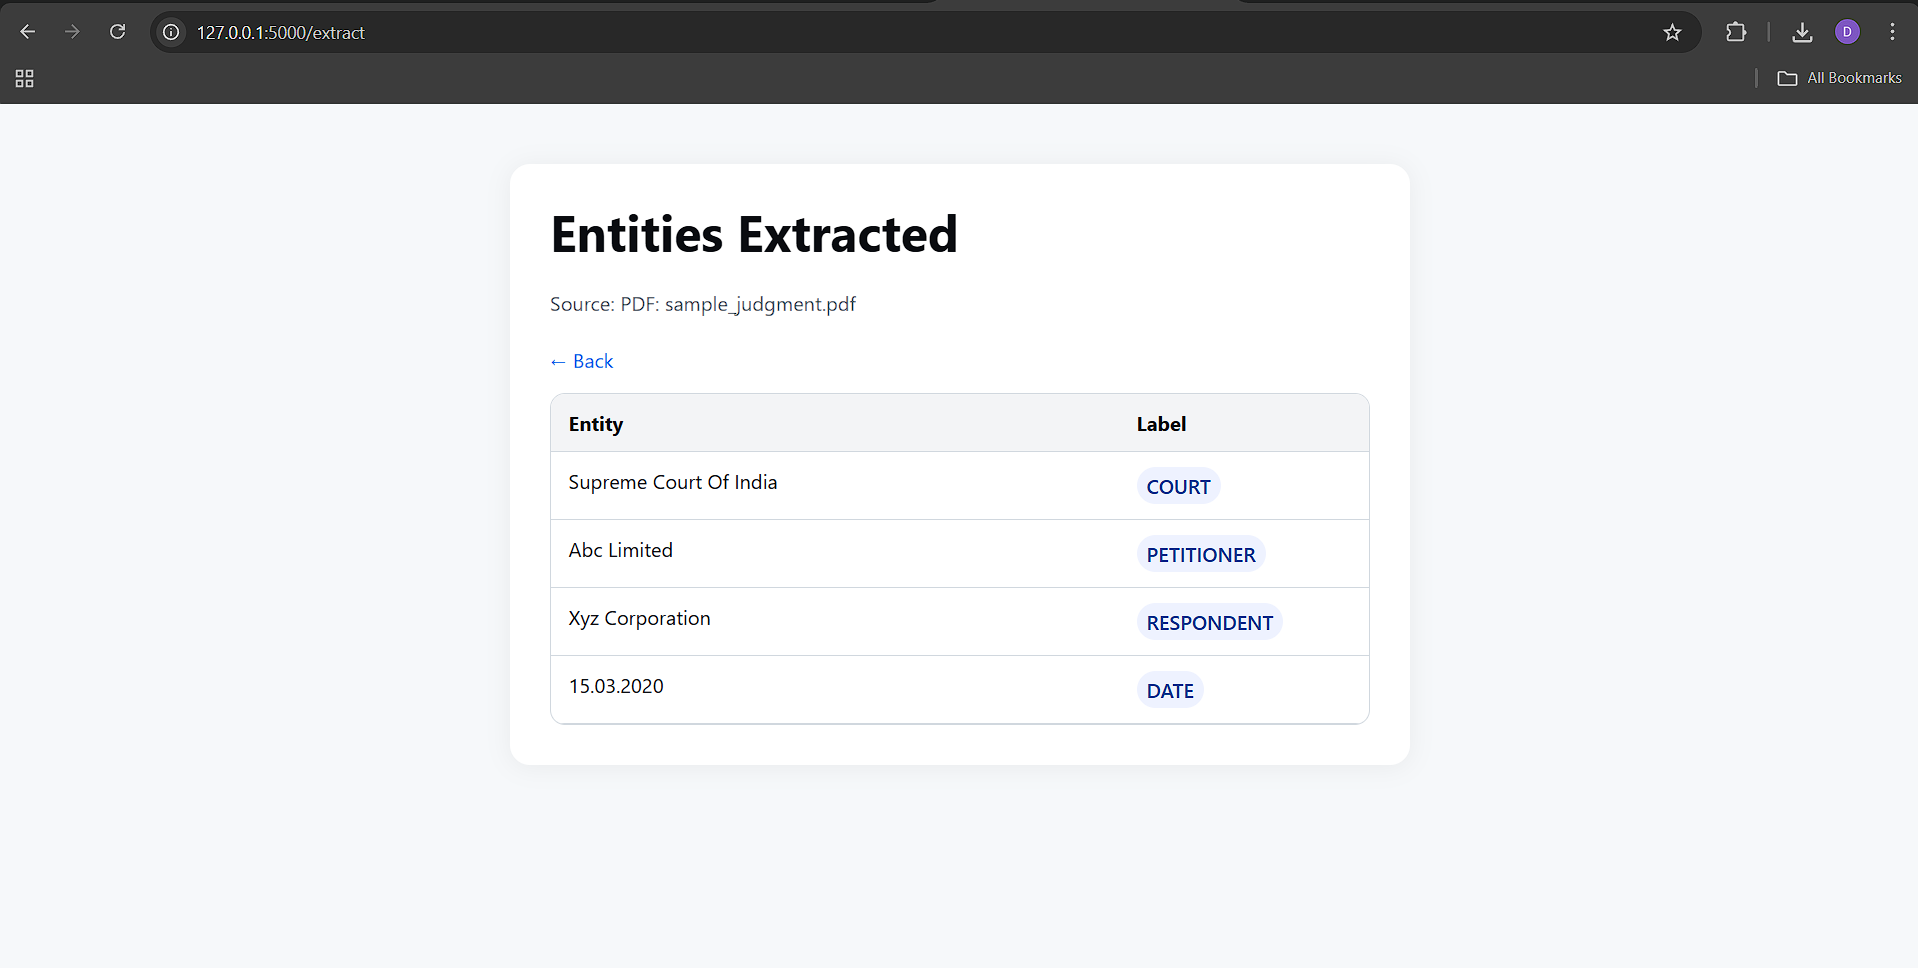 127.0.0.1:5000/extract
D
All Bookmarks
Entities Extracted
Source: PDF: sample_judgment.pdf
← Back
Entity Label
Supreme Court Of India COURT
Abc Limited PETITIONER
Xyz Corporation RESPONDENT
15.03.2020 DATE